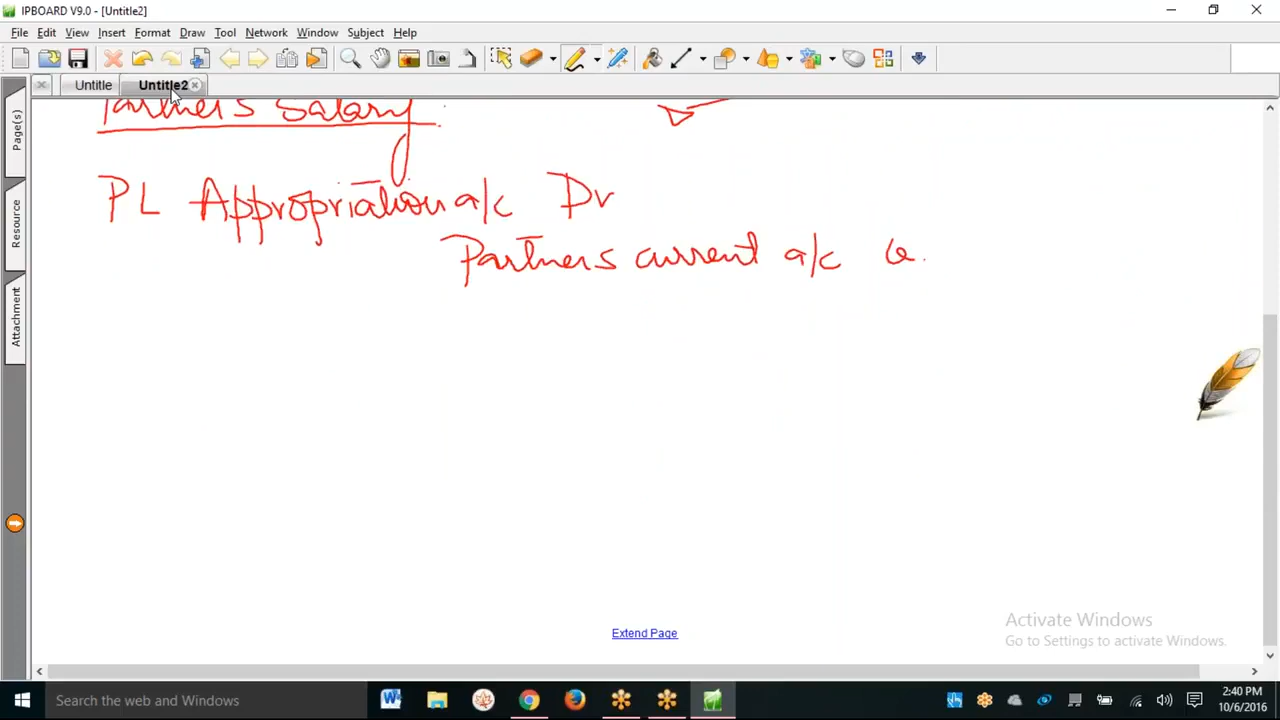 IPBOARD V9.0 - [Untitle2]
File Edit View Insert Format Draw Tool Network Window Subject Help
Untitle Untitle2
Page(s)
Resource
Attachment
Partners Salary
PL Appropriation a/c Dr
Partners current a/c Cr.
Extend Page
Activate Windows
Go to Settings to activate Windows.
Search the web and Windows
2:40 PM
10/6/2016